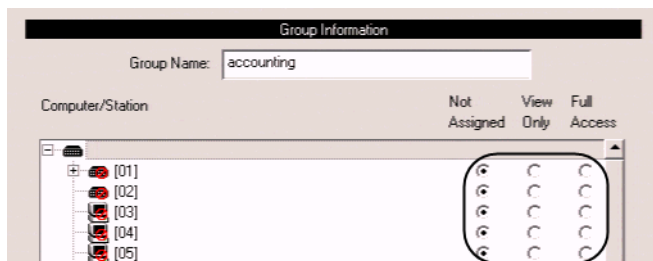 Group Information
Group Name: accounting
Computer/Station Not Assigned View Only Full Access
[01]
[02]
[03]
[04]
[05]